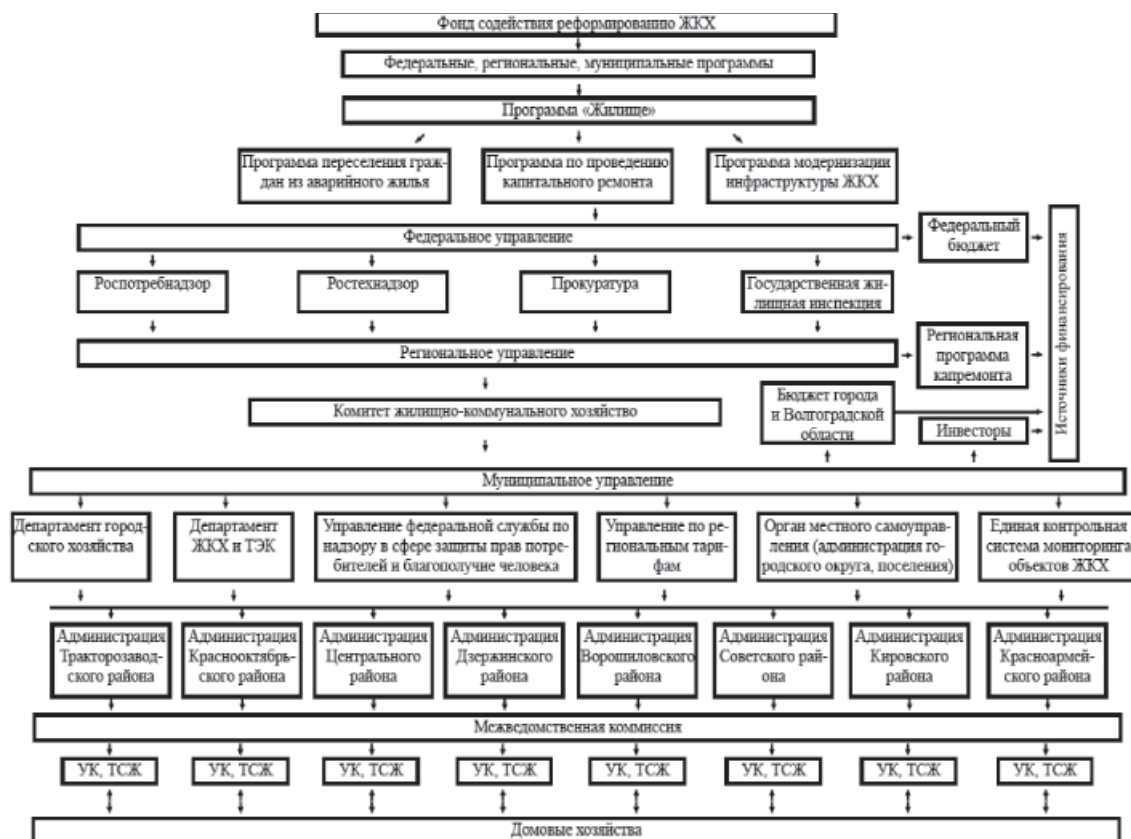 Фонд содействия реформированию ЖКХ
Федеральные, региональные, муниципальные программы
Программа «Жилище»
Программа переселения граж-
дан из аварийного жилья
Программа по проведению
капитального ремонта
Программа модернизации
инфраструктуры ЖКХ
Федеральное управление
Федеральный
бюджет
Источники финансирования
Роспотребнадзор
Ростехнадзор
Прокуратура
Государственная жи-
лищная инспекция
Региональное управление
Региональная
программа
капремонта
Комитет жилищно-коммунального хозяйство
Бюджет города
и Волгоградской
области
Инвесторы
Муниципальное управление
Департамент город-
ского хозяйства
Департамент
ЖКХ и ТЭК
Управление федеральной службы по
надзору в сфере защиты прав потре-
бителей и благополучие человека
Управление по ре-
гиональным тари-
фам
Орган местного самоуправ-
ления (администрация го-
родского округа, поселения)
Единая контрольная
система мониторинга
объектов ЖКХ
Администрация
Тракторозавод-
ского района
Администрация
Краснооктябрь-
ского района
Администрация
Центрального
района
Администрация
Дзержинского
района
Администрация
Ворошиловского
района
Администрация
Советского рай-
она
Администрация
Кировского
района
Администрация
Красноармей-
ского района
Межведомственная комиссия
УК, ТСЖ
УК, ТСЖ
УК, ТСЖ
УК, ТСЖ
УК, ТСЖ
УК, ТСЖ
УК, ТСЖ
УК, ТСЖ
Домовые хозяйства